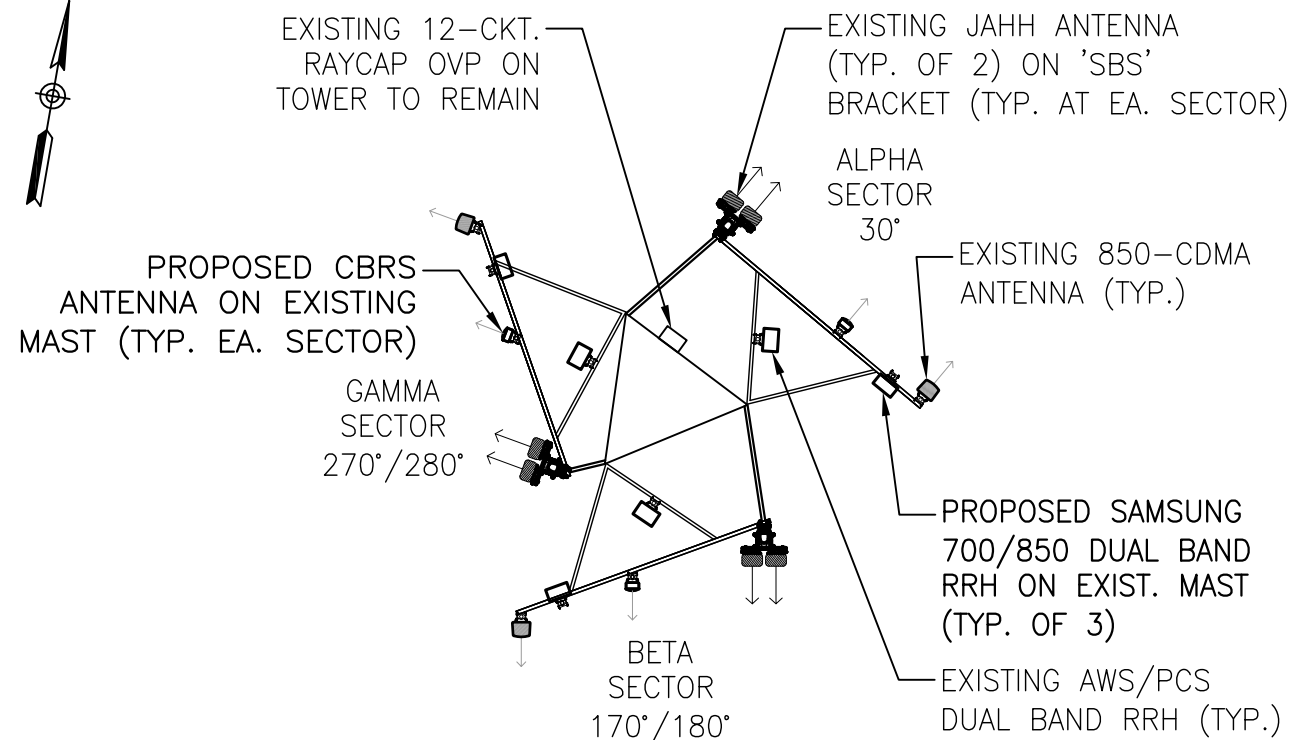 EXISTING 12-CKT.
RAYCAP OVP ON
TOWER TO REMAIN
EXISTING JAHH ANTENNA
(TYP. OF 2) ON 'SBS'
BRACKET (TYP. AT EA. SECTOR)
ALPHA
SECTOR
30°
PROPOSED CBRS
ANTENNA ON EXISTING
MAST (TYP. EA. SECTOR)
EXISTING 850-CDMA
ANTENNA (TYP.)
GAMMA
SECTOR
270°/280°
PROPOSED SAMSUNG
700/850 DUAL BAND
RRH ON EXIST. MAST
(TYP. OF 3)
BETA
SECTOR
170°/180°
EXISTING AWS/PCS
DUAL BAND RRH (TYP.)